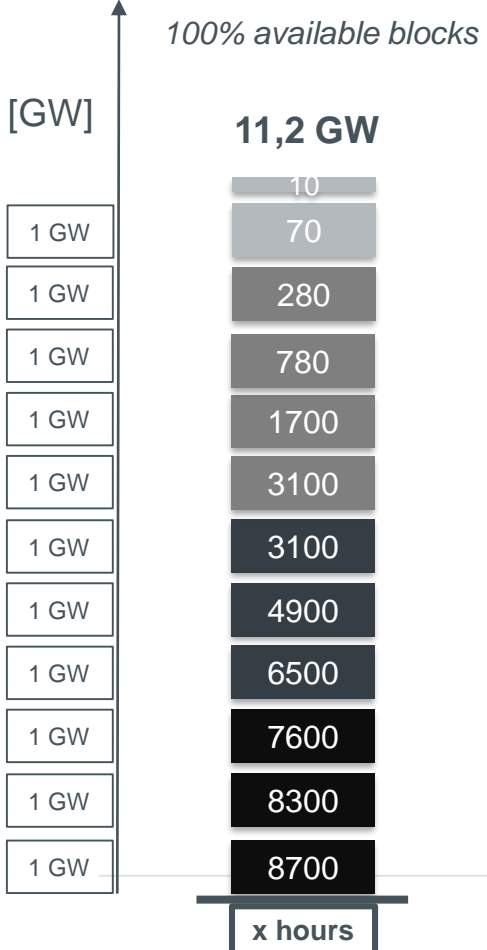 100% available blocks
[GW]
11,2 GW
10
1 GW 70
1 GW 280
1 GW 780
1 GW 1700
1 GW 3100
1 GW 3100
1 GW 4900
1 GW 6500
1 GW 7600
1 GW 8300
1 GW 8700
x hours